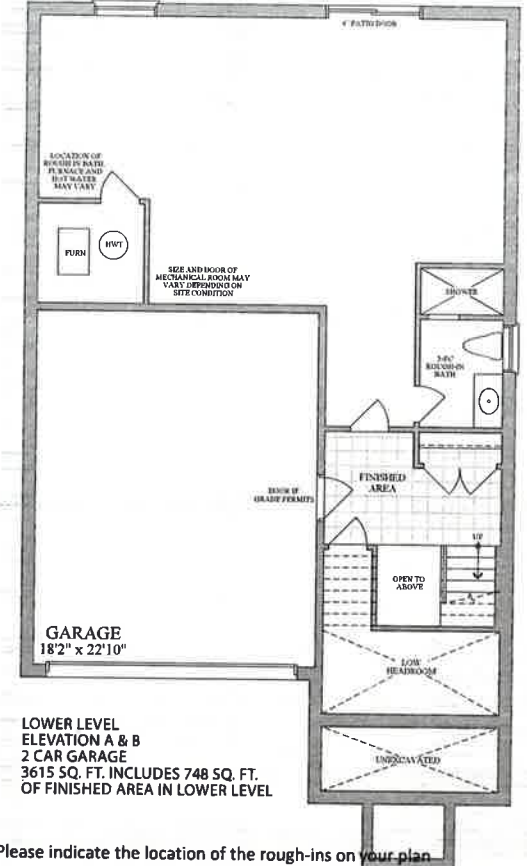 6' PATIO DOOR
LOCATION OF
ROUGH IN BATH,
FURNACE AND
HOT WATER
MAY VARY
FURN
HWT
SIZE AND DOOR OF
MECHANICAL ROOM MAY
VARY DEPENDING ON
SITE CONDITION
SHOWER
3-PC
ROUGH-IN
BATH
FINISHED
AREA
DOOR IF
GRADE PERMITS
UP
OPEN TO
ABOVE
GARAGE
18'2" x 22'10"
LOW
HEADROOM
LOWER LEVEL
ELEVATION A & B
2 CAR GARAGE
3615 SQ. FT. INCLUDES 748 SQ. FT.
OF FINISHED AREA IN LOWER LEVEL
UNEXCAVATED
Please indicate the location of the rough-ins on your plan